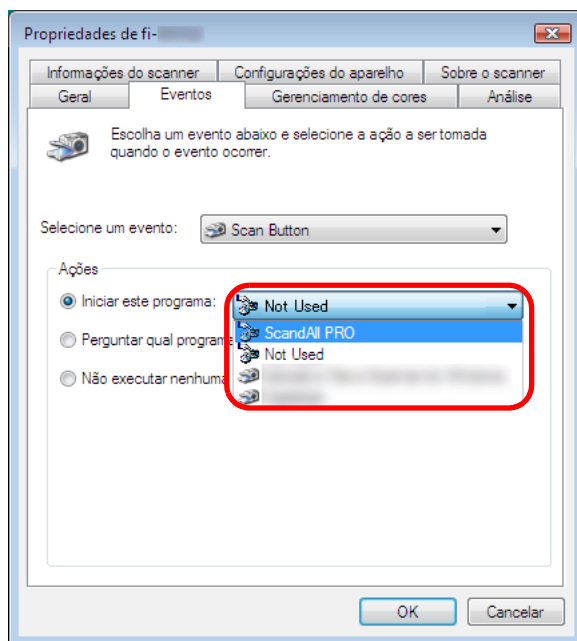 Propriedades de fi-
Informações do scanner
Configurações do aparelho
Sobre o scanner
Geral
Eventos
Gerenciamento de cores
Análise
Escolha um evento abaixo e selecione a ação a ser tomada
quando o evento ocorrer.
Selecione um evento:
Scan Button
Ações
Iniciar este programa:
Not Used
Perguntar qual
ScandAll PRO
Not Used
Não executar
OK
Cancelar